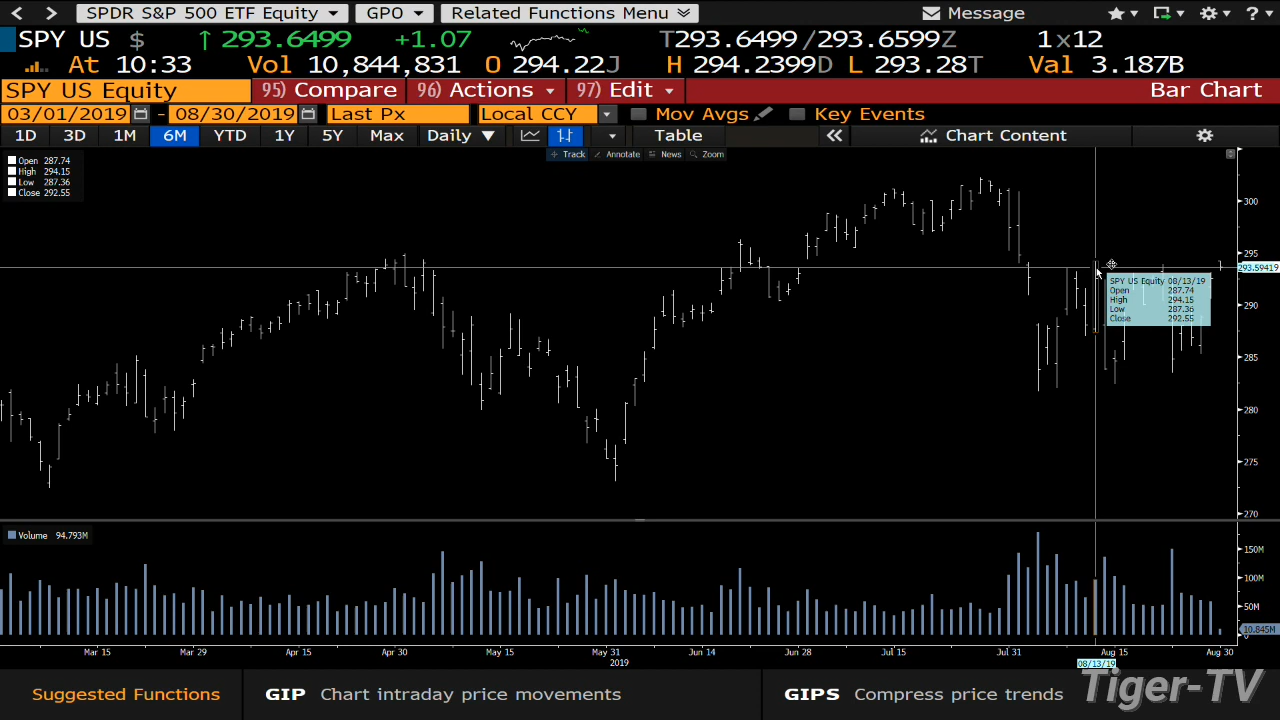 SPDR S&P 500 ETF Equity GPO Related Functions Menu Message
SPY US $ ↑ 293.6499 +1.07 T293.6499/293.6599Z 1x12
At 10:33 Vol 10,844,831 O 294.22J H 294.2399D L 293.28T Val 3.187B
SPY US Equity 95) Compare 96) Actions 97) Edit Bar Chart
03/01/2019 - 08/30/2019 Last Px Local CCY Mov Avgs Key Events
1D 3D 1M 6M YTD 1Y 5Y Max Daily ▼ Table « Chart Content
Track Annotate News Zoom
Open 287.74
High 294.15
Low 287.36
Close 292.55
300
295
293.59419
290
285
280
275
270
SPY US Equity 08/13/19
Open 287.74
High 294.15
Low 287.36
Close 292.55
Volume 94.793M
150M
100M
50M
10.845M
0
Mar 15 Mar 29 Apr 15 Apr 30 May 15 May 31 Jun 14 Jun 28 Jul 15 Jul 31 Aug 15 Aug 30
2019 08/13/19
Suggested Functions GIP Chart intraday price movements GIPS Compress price trends
Tiger-TV